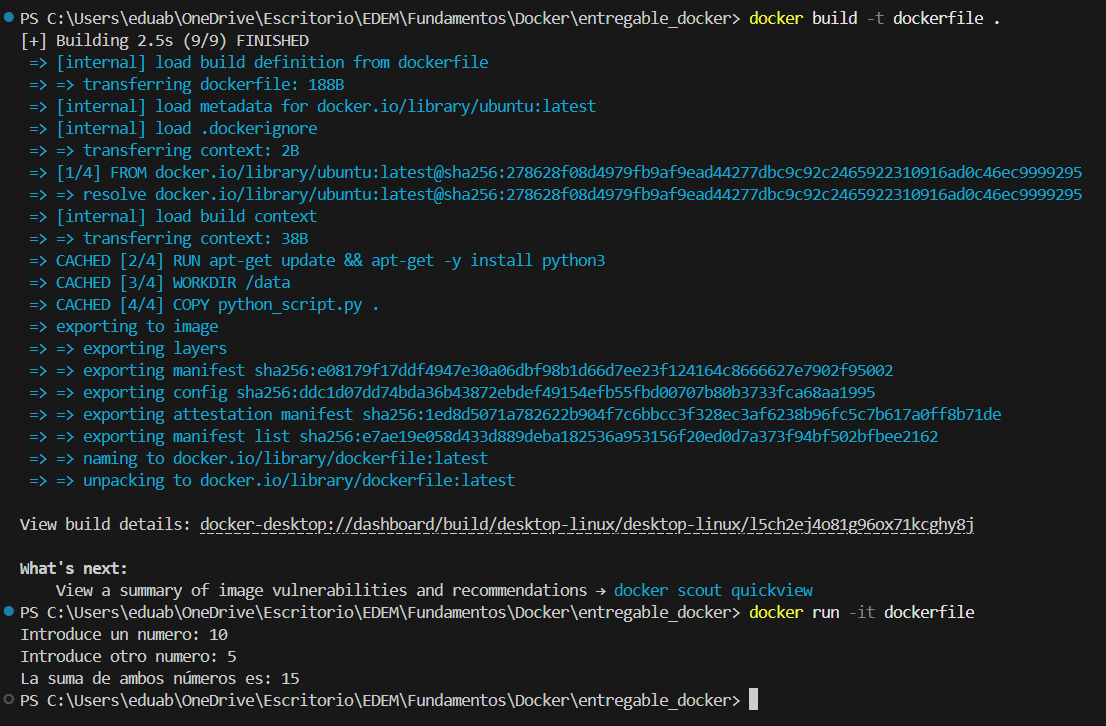 PS C:\Users\eduab\OneDrive\Escritorio\EDEM\Fundamentos\Docker\entregable_docker> docker build -t dockerfile .
[+] Building 2.5s (9/9) FINISHED
=> [internal] load build definition from dockerfile
=> => transferring dockerfile: 188B
=> [internal] load metadata for docker.io/library/ubuntu:latest
=> [internal] load .dockerignore
=> => transferring context: 2B
=> [1/4] FROM docker.io/library/ubuntu:latest@sha256:278628f08d4979fb9af9ead44277dbc9c92c2465922310916ad0c46ec9999295
=> => resolve docker.io/library/ubuntu:latest@sha256:278628f08d4979fb9af9ead44277dbc9c92c2465922310916ad0c46ec9999295
=> [internal] load build context
=> => transferring context: 38B
=> CACHED [2/4] RUN apt-get update && apt-get -y install python3
=> CACHED [3/4] WORKDIR /data
=> CACHED [4/4] COPY python_script.py .
=> exporting to image
=> => exporting layers
=> => exporting manifest sha256:e08179f17ddf4947e30a06dbf98b1d66d7ee23f124164c8666627e7902f95002
=> => exporting config sha256:ddc1d07dd74bda36b43872ebdef49154efb55fbd00707b80b3733fca68aa1995
=> => exporting attestation manifest sha256:1ed8d5071a782622b904f7c6bbcc3f328ec3af6238b96fc5c7b617a0ff8b71de
=> => exporting manifest list sha256:e7ae19e058d433d889deba182536a953156f20ed0d7a373f94bf502bfbee2162
=> => naming to docker.io/library/dockerfile:latest
=> => unpacking to docker.io/library/dockerfile:latest
View build details: docker-desktop://dashboard/build/desktop-linux/desktop-linux/l5ch2ej4o81g96ox71kcghy8j
What's next:
View a summary of image vulnerabilities and recommendations → docker scout quickview
PS C:\Users\eduab\OneDrive\Escritorio\EDEM\Fundamentos\Docker\entregable_docker> docker run -it dockerfile
Introduce un numero: 10
Introduce otro numero: 5
La suma de ambos números es: 15
PS C:\Users\eduab\OneDrive\Escritorio\EDEM\Fundamentos\Docker\entregable_docker>